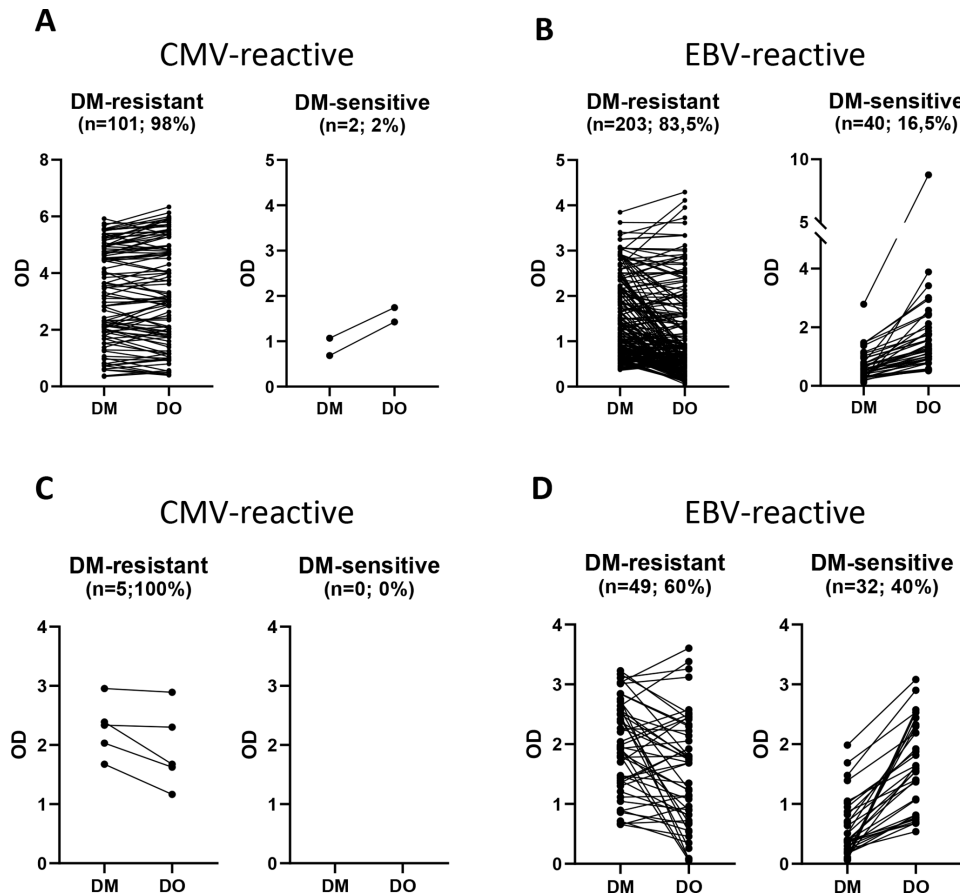 A
CMV-reactive
DM-resistant
(n=101; 98%)
OD
8
6
4
2
0
DM DO
DM-sensitive
(n=2; 2%)
OD
5
4
3
2
1
0
DM DO
B
EBV-reactive
DM-resistant
(n=203; 83,5%)
OD
5
4
3
2
1
0
DM DO
DM-sensitive
(n=40; 16,5%)
OD
10
5
4
2
0
DM DO
C
CMV-reactive
DM-resistant
(n=5;100%)
OD
4
3
2
1
0
DM DO
DM-sensitive
(n=0; 0%)
OD
4
3
2
1
0
DM DO
D
EBV-reactive
DM-resistant
(n=49; 60%)
OD
4
3
2
1
0
DM DO
DM-sensitive
(n=32; 40%)
OD
4
3
2
1
0
DM DO